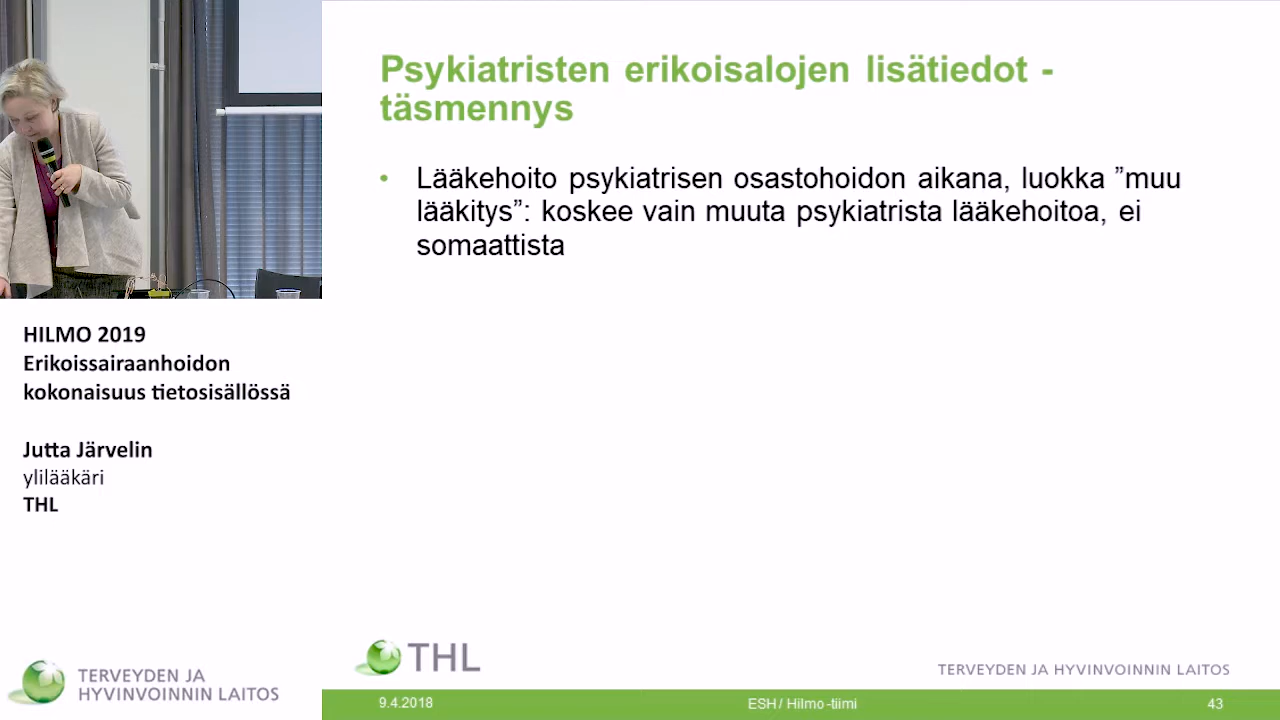 Psykiatristen erikoisalojen lisätiedot -
täsmennys
• Lääkehoito psykiatrisen osastohoidon aikana, luokka ”muu
lääkitys”: koskee vain muuta psykiatrista lääkehoitoa, ei
somaattista
HILMO 2019
Erikoissairaanhoidon
kokonaisuus tietosisällössä
Jutta Järvelin
ylilääkäri
THL
TERVEYDEN JA
HYVINVOINNIN LAITOS
THL
TERVEYDEN JA HYVINVOINNIN LAITOS
9.4.2018
ESH / Hilmo -tiimi
43